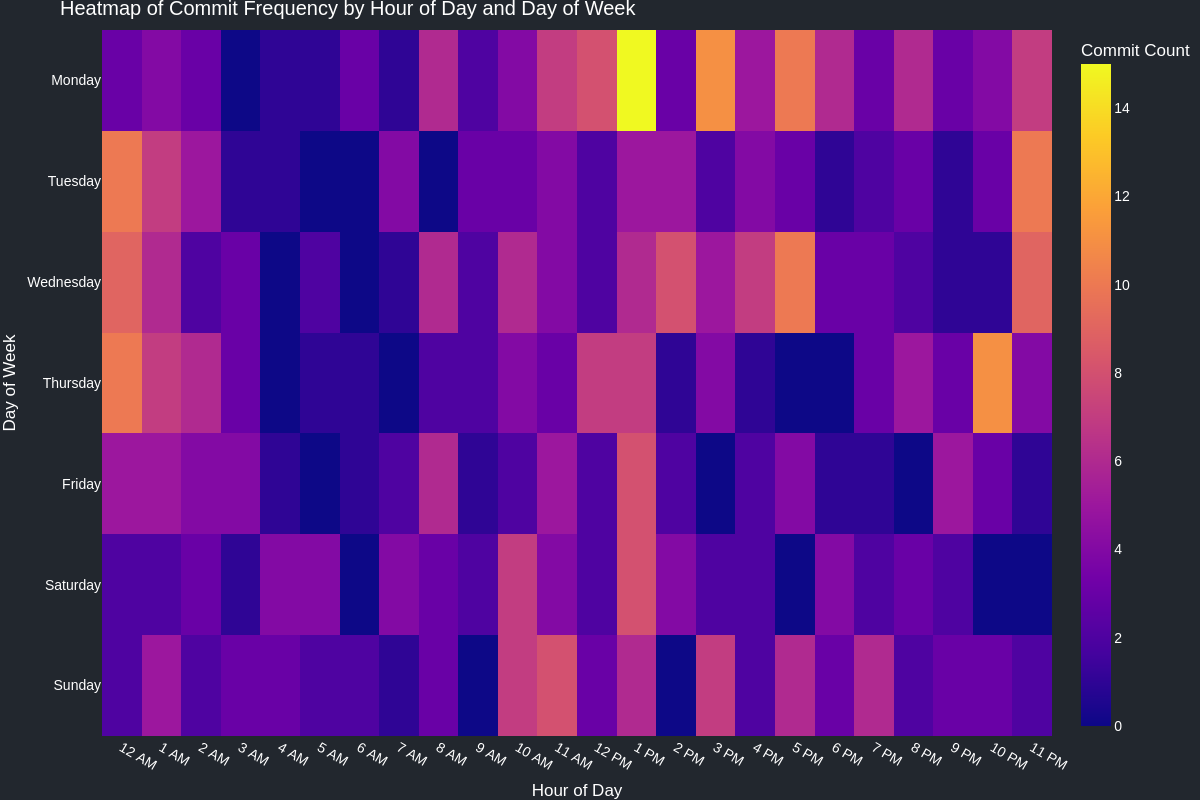 Heatmap of Commit Frequency by Hour of Day and Day of Week
Commit Count
14
12
10
8
6
4
2
0
Day of Week
Monday
Tuesday
Wednesday
Thursday
Friday
Saturday
Sunday
12 AM
1 AM
2 AM
3 AM
4 AM
5 AM
6 AM
7 AM
8 AM
9 AM
10 AM
11 AM
12 PM
1 PM
2 PM
3 PM
4 PM
5 PM
6 PM
7 PM
8 PM
9 PM
10 PM
11 PM
Hour of Day